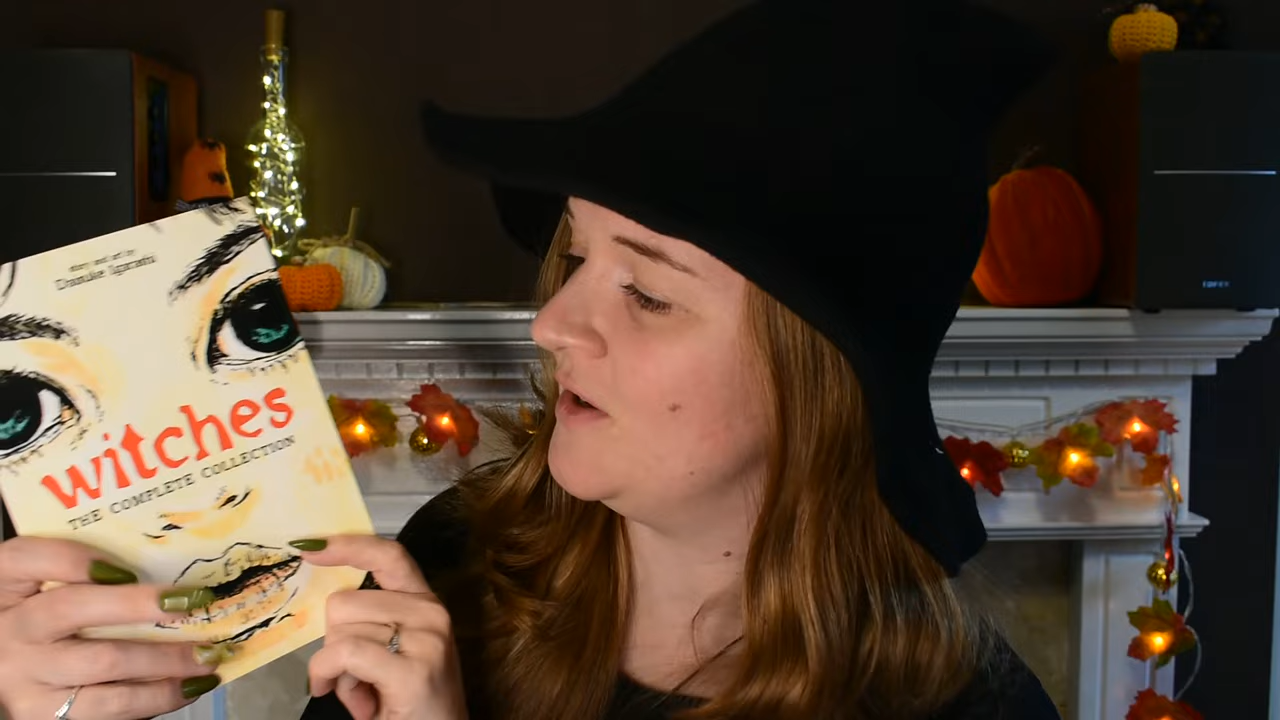 story and art by
Daisuke Igarashi
witches
THE COMPLETE COLLECTION